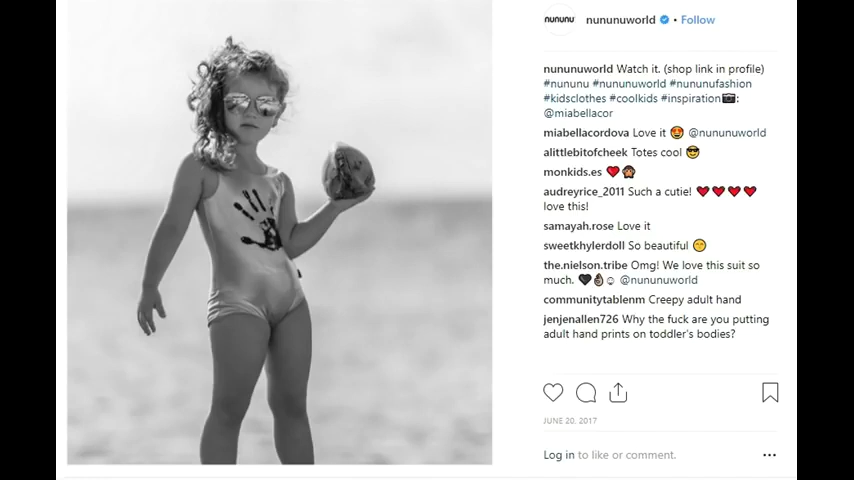 nununu
nununuworld • Follow
nununuworld Watch it. (shop link in profile)
#nununu #nununuworld #nununufashion
#kidsclothes #coolkids #inspiration📷:
@miabellacor
miabellacordova Love it 😍 @nununuworld
alittlebitofcheek Totes cool 😎
monkids.es ❤️🙊
audreyrice_2011 Such a cutie! ❤️❤️❤️❤️
love this!
samayah.rose Love it
sweetkhylerdoll So beautiful 😊
the.nielson.tribe Omg! We love this suit so
much. 🖤👌🏽☺ @nununuworld
communitytablenm Creepy adult hand
jenjenallen726 Why the fuck are you putting
adult hand prints on toddler's bodies?
JUNE 20, 2017
Log in to like or comment.